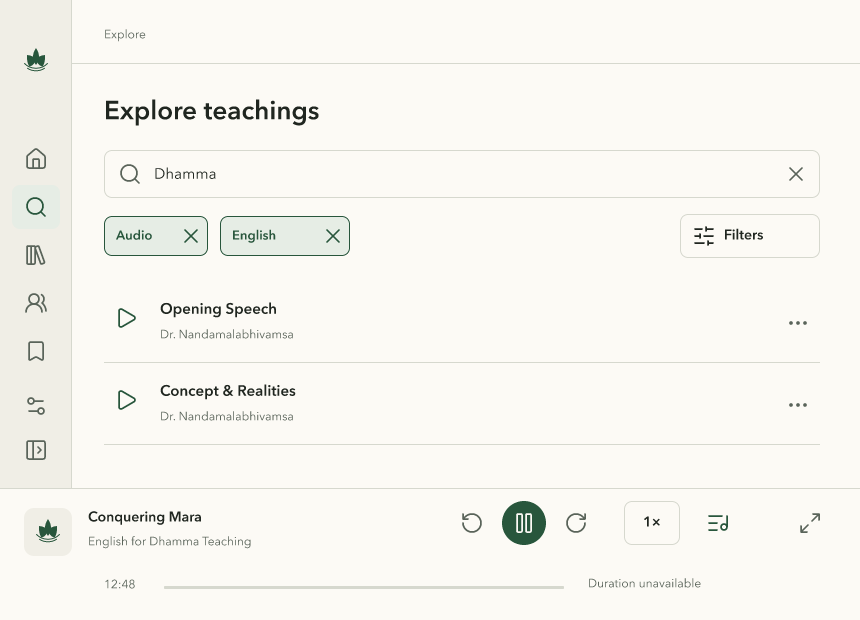 Explore
Explore teachings
Dhamma
Audio
English
Filters
Opening Speech
Dr. Nandamalabhivamsa
Concept & Realities
Dr. Nandamalabhivamsa
Conquering Mara
English for Dhamma Teaching
1×
12:48
Duration unavailable